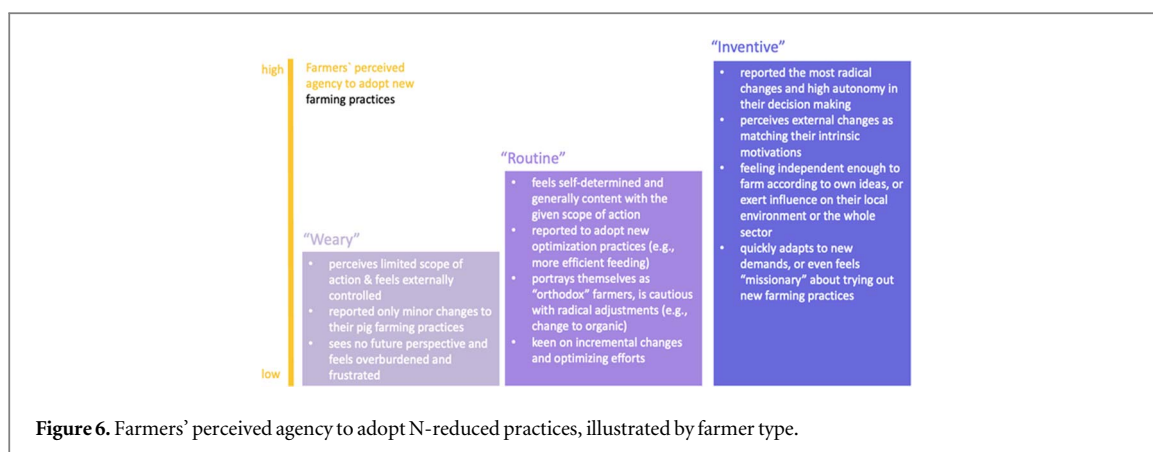 high
Farmers` perceived
agency to adopt new
farming practices
low
"Weary"
• perceives limited scope of
action & feels externally
controlled
• reported only minor changes to
their pig farming practices
• sees no future perspective and
feels overburdened and
frustrated
"Routine"
• feels self-determined and
generally content with the
given scope of action
• reported to adopt new
optimization practices (e.g.,
more efficient feeding)
• portrays themselves as
"orthodox" farmers, is cautious
with radical adjustments (e.g.,
change to organic)
• keen on incremental changes
and optimizing efforts
"Inventive"
• reported the most radical
changes and high autonomy in
their decision making
• perceives external changes as
matching their intrinsic
motivations
• feeling independent enough to
farm according to own ideas, or
exert influence on their local
environment or the whole
sector
• quickly adapts to new
demands, or even feels
"missionary" about trying out
new farming practices
Figure 6. Farmers' perceived agency to adopt N-reduced practices, illustrated by farmer type.